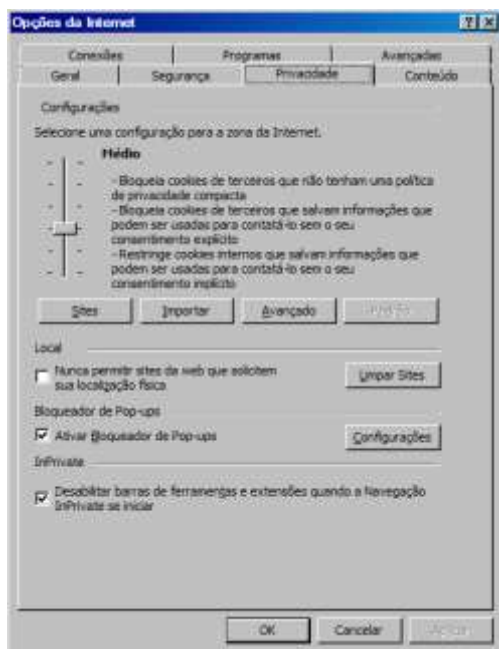 Opções da Internet
Conexões Programas Avançadas
Geral Segurança Privacidade Conteúdo
Configurações
Selecione uma configuração para a zona da Internet.
Médio
- Bloqueia cookies de terceiros que não tenham uma política
de privacidade compacta
- Bloqueia cookies de terceiros que salvam informações que
podem ser usadas para contatá-lo sem o seu
consentimento explícito
- Restringe cookies internos que salvam informações que
podem ser usadas para contatá-lo sem o seu
consentimento implícito
Sites Importar Avançado Padrão
Local
Nunca permitir sites da web que solicitem
sua localização física
Limpar Sites
Bloqueador de Pop-ups
Ativar Bloqueador de Pop-ups Configurações
InPrivate
Desabilitar barras de ferramentas e extensões quando a Navegação
InPrivate se iniciar
OK Cancelar Aplicar